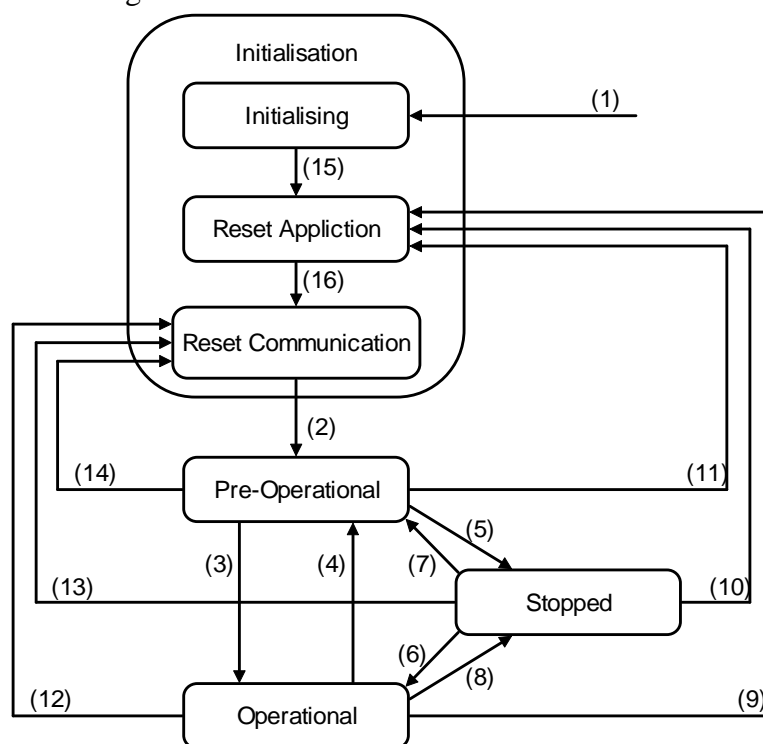 Initialisation
(1)
Initialising
(15)
Reset Appliction
(16)
Reset Communication
(2)
(14)
(11)
Pre-Operational
(5)
(3)
(4)
(7)
(13)
Stopped
(10)
(6)
(8)
(12)
Operational
(9)